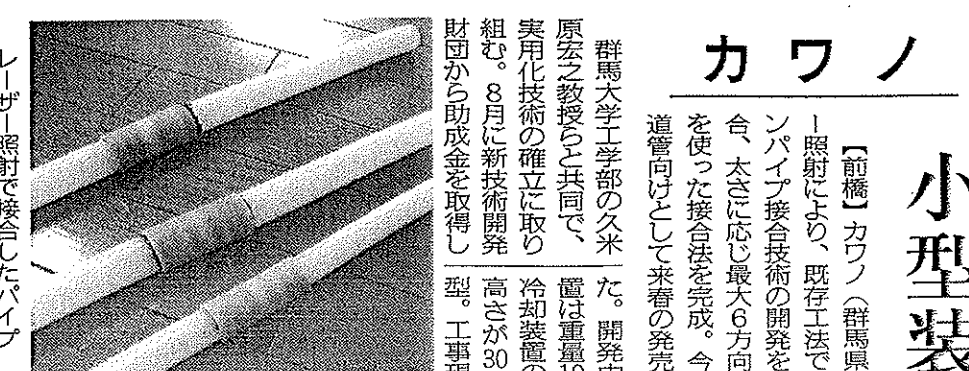 カワノ
小型装
【前橋】カワノ（群馬県
ー照射により、既存工法で
ンパイプ接合技術の開発を
合、太さに応じ最大6方向
を使った接合法を完成。今
道管向けとして来春の発売
群馬大学工学部の久米
原宏之教授らと共同で、
実用化技術の確立に取り
組む。8月に新技術開発
財団から助成金を取得し
た。開発中
置は重量10
冷却装置の
高さが30
型。工事現
レーザー照射で接合したパイプ